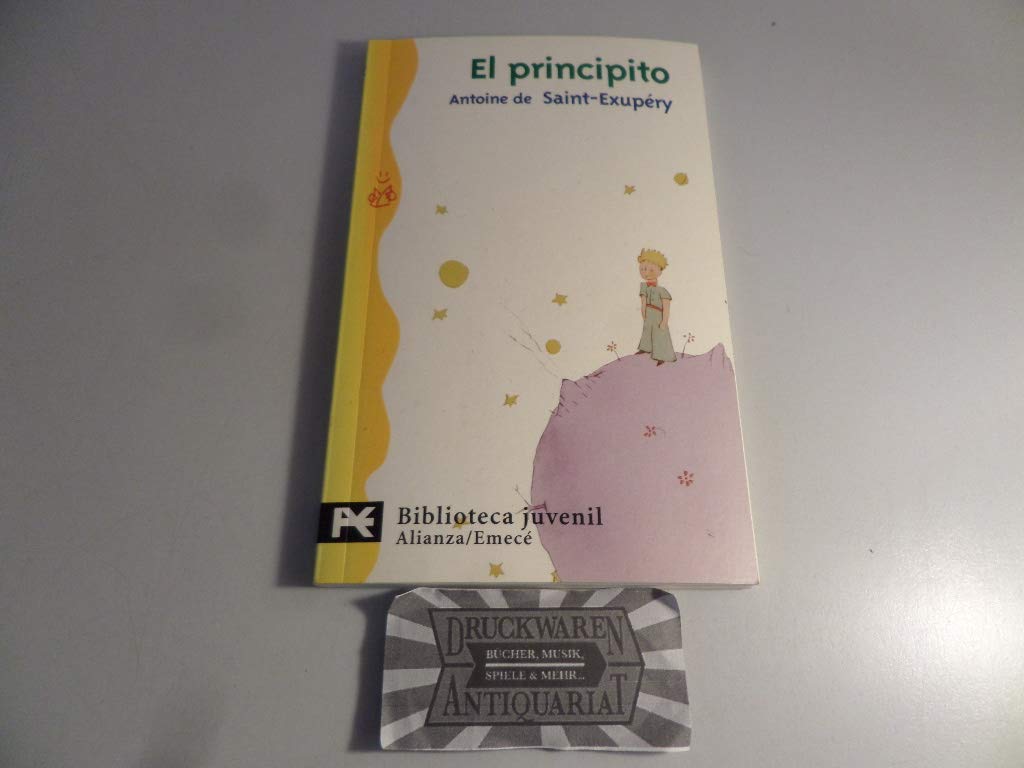 El principito
Antoine de Saint-Exupéry
Biblioteca juvenil
Alianza/Emecé
DRUCKWAREN
BÜCHER, MUSIK,
SPIELE & MEHR...
ANTIQUARIAT